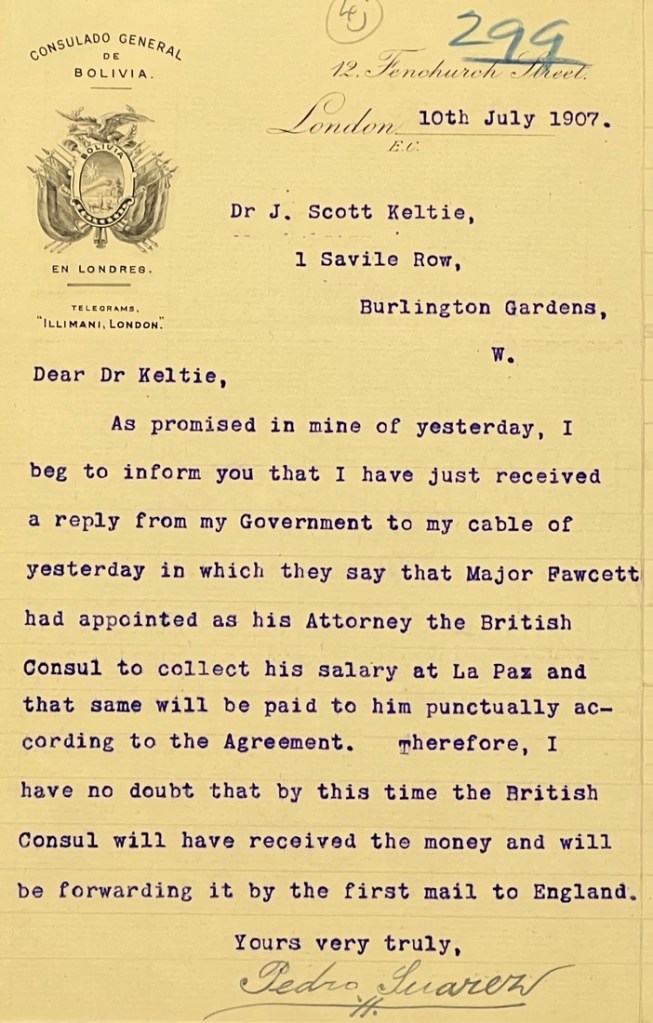 45
299
CONSULADO GENERAL
DE
BOLIVIA.
12, Fenchurch Street.
London 10th July 1907.
E.C.
BOLIVIA
EN LONDRES.
TELEGRAMS,
"ILLIMANI, LONDON."
Dr J. Scott Keltie,
1 Savile Row,
Burlington Gardens,
W.
Dear Dr Keltie,
As promised in mine of yesterday, I
beg to inform you that I have just received
a reply from my Government to my cable of
yesterday in which they say that Major Fawcett
had appointed as his Attorney the British
Consul to collect his salary at La Paz and
that same will be paid to him punctually ac-
cording to the Agreement. Therefore, I
have no doubt that by this time the British
Consul will have received the money and will
be forwarding it by the first mail to England.
Yours very truly,
Pedro Suarez